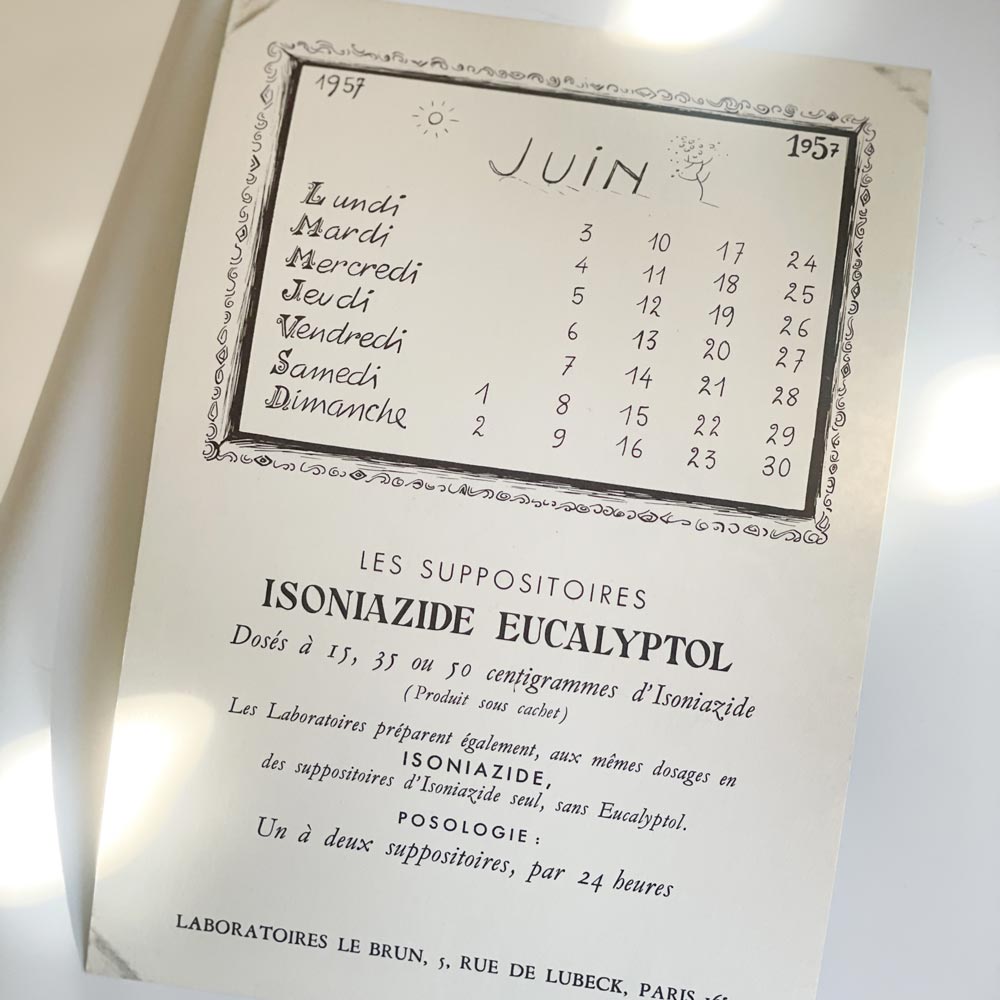 1957
1957
JUiN
Lundi 3 10 17 24
Mardi 4 11 18 25
Mercredi 5 12 19 26
Jeudi 6 13 20 27
Vendredi 7 14 21 28
Samedi 1 8 15 22 29
Dimanche 2 9 16 23 30
LES SUPPOSITOIRES
ISONIAZIDE EUCALYPTOL
Dosés à 15, 35 ou 50 centigrammes d'Isoniazide
(Produit sous cachet)
Les Laboratoires préparent également, aux mêmes dosages en
ISONIAZIDE,
des suppositoires d'Isoniazide seul, sans Eucalyptol.
POSOLOGIE :
Un à deux suppositoires, par 24 heures
LABORATOIRES LE BRUN, 5, RUE DE LUBECK, PARIS